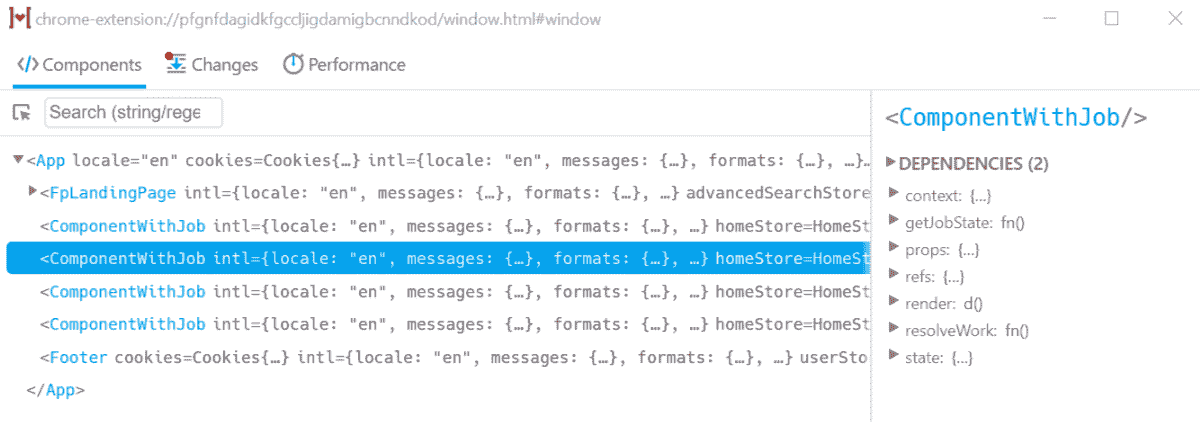 chrome-extension://pfgnfdagidkfgccljigdamigbcnndkod/window.html#window
</> Components Changes Performance
Search (string/rege
<App locale="en" cookies=Cookies{…} intl={locale: "en", messages: {…}, formats: {…}, …}…
<FpLandingPage intl={locale: "en", messages: {…}, formats: {…}, …} advancedSearchStore
<ComponentWithJob intl={locale: "en", messages: {…}, formats: {…}, …} homeStore=HomeSt
<ComponentWithJob intl={locale: "en", messages: {…}, formats: {…}, …} homeStore=HomeSt
<ComponentWithJob intl={locale: "en", messages: {…}, formats: {…}, …} homeStore=HomeSt
<ComponentWithJob intl={locale: "en", messages: {…}, formats: {…}, …} homeStore=HomeSt
<Footer cookies=Cookies{…} intl={locale: "en", messages: {…}, formats: {…}, …} userSto
</App>
<ComponentWithJob/>
DEPENDENCIES (2)
context: {…}
getJobState: fn()
props: {…}
refs: {…}
render: d()
resolveWork: fn()
state: {…}